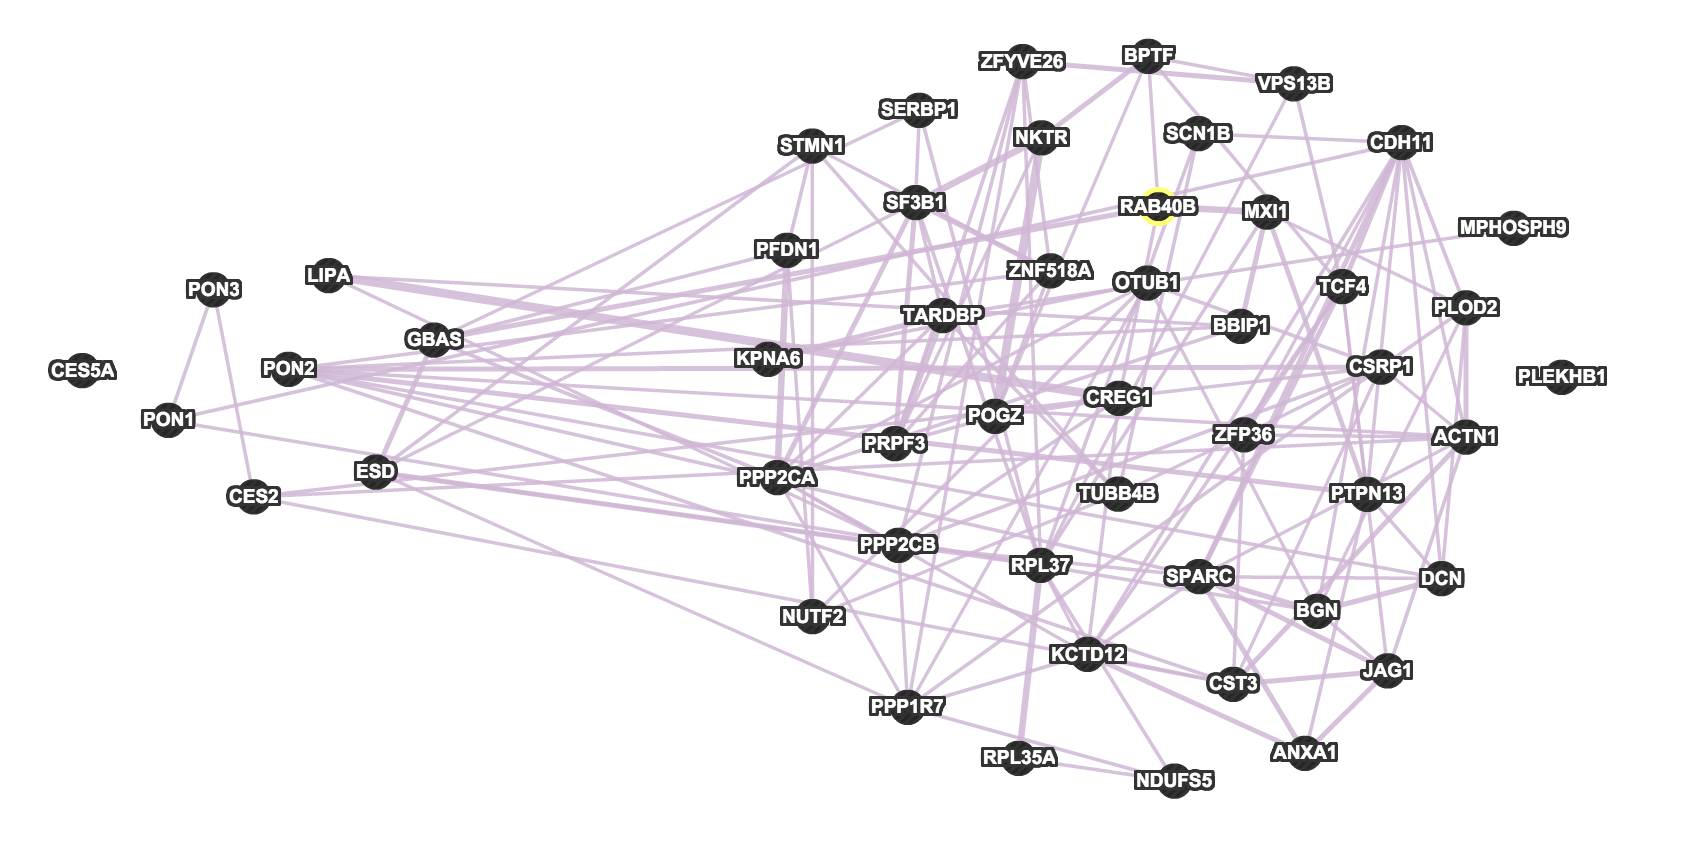 ZFYVE26
BPTF
VPS13B
SERBP1
STMN1
NKTR
SCN1B
CDH11
SF3B1
RAB40B
MXI1
MPHOSPH9
PFDN1
LIPA
PON3
ZNF518A
OTUB1
TCF4
PLOD2
TARDBP
BBIP1
GBAS
CES5A
PON2
KPNA6
CSRP1
PLEKHB1
PON1
POGZ
CREG1
PRPF3
ZFP36
ACTN1
ESD
CES2
PPP2CA
TUBB4B
PTPN13
PPP2CB
RPL37
SPARC
DCN
NUTF2
BGN
KCTD12
CST3
JAG1
PPP1R7
RPL35A
NDUFS5
ANXA1